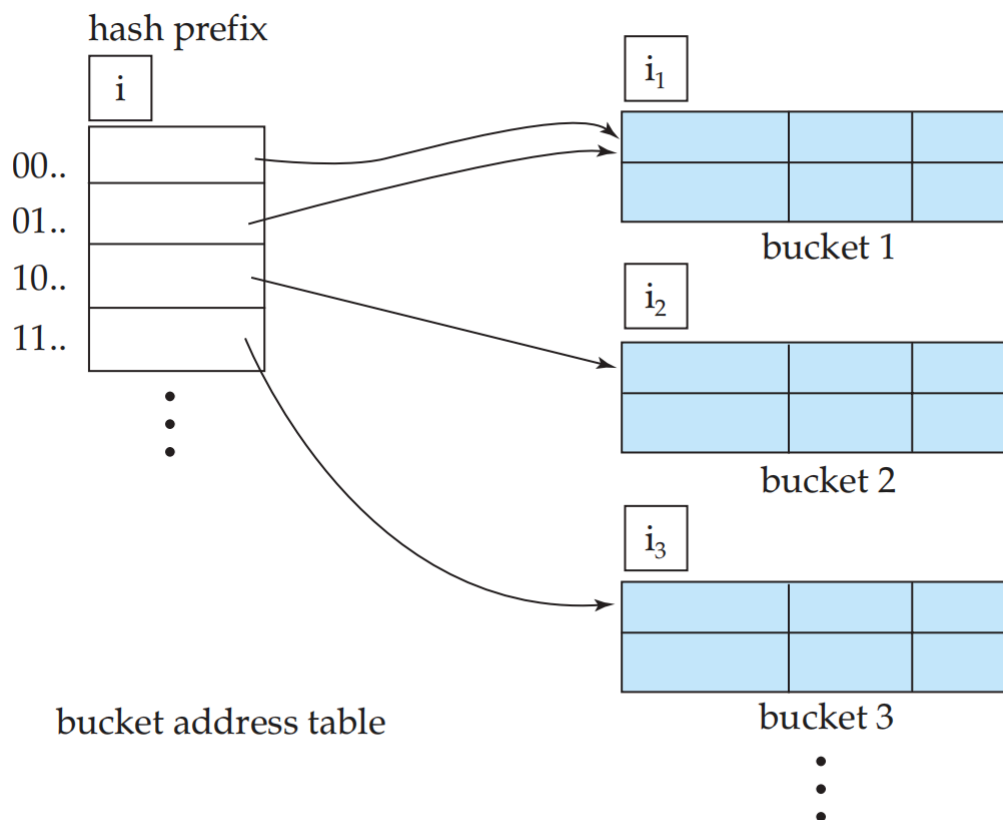 hash prefix
i
00..
01..
10..
11..
i₁
bucket 1
i₂
bucket 2
i₃
bucket 3
bucket address table